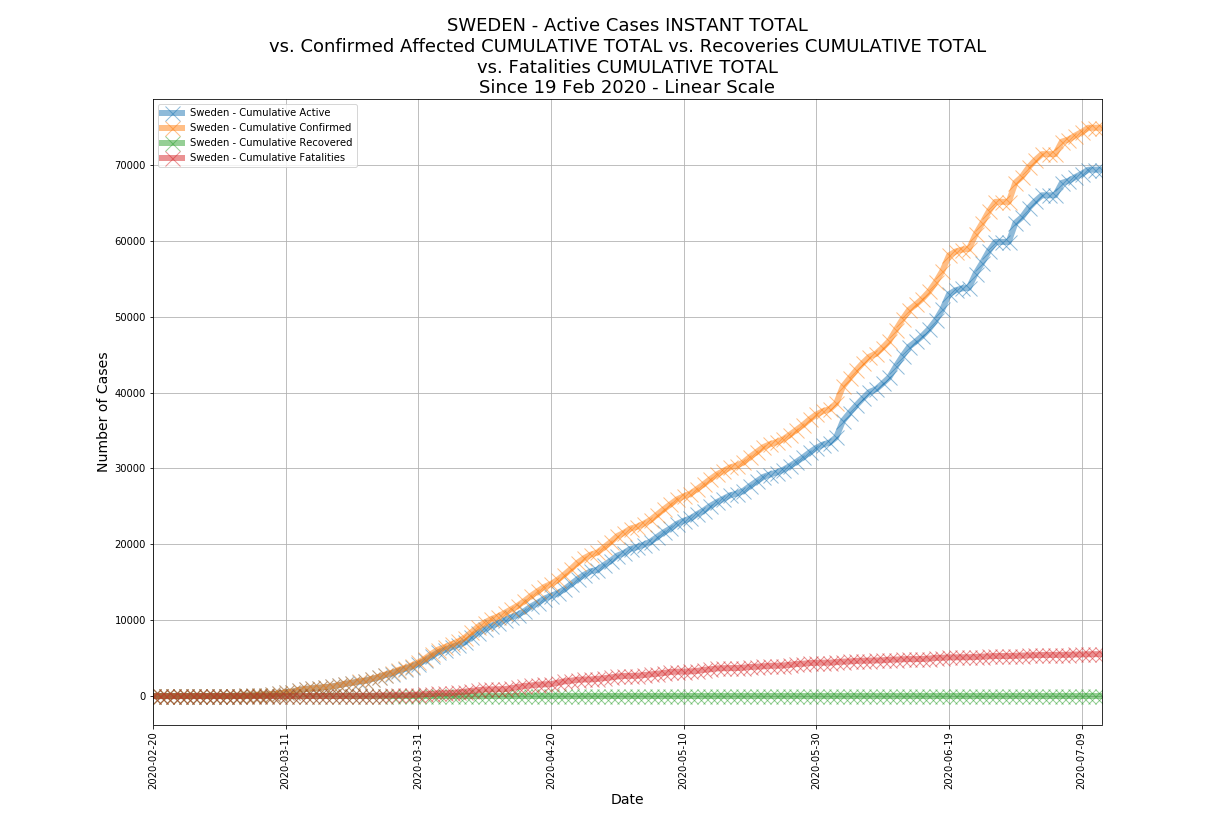 SWEDEN - Active Cases INSTANT TOTAL
vs. Confirmed Affected CUMULATIVE TOTAL vs. Recoveries CUMULATIVE TOTAL
vs. Fatalities CUMULATIVE TOTAL
Since 19 Feb 2020 - Linear Scale
Sweden - Cumulative Active
Sweden - Cumulative Confirmed
Sweden - Cumulative Recovered
Sweden - Cumulative Fatalities
Number of Cases
70000
60000
50000
40000
30000
20000
10000
0
2020-02-20
2020-03-11
2020-03-31
2020-04-20
2020-05-10
2020-05-30
2020-06-19
2020-07-09
Date